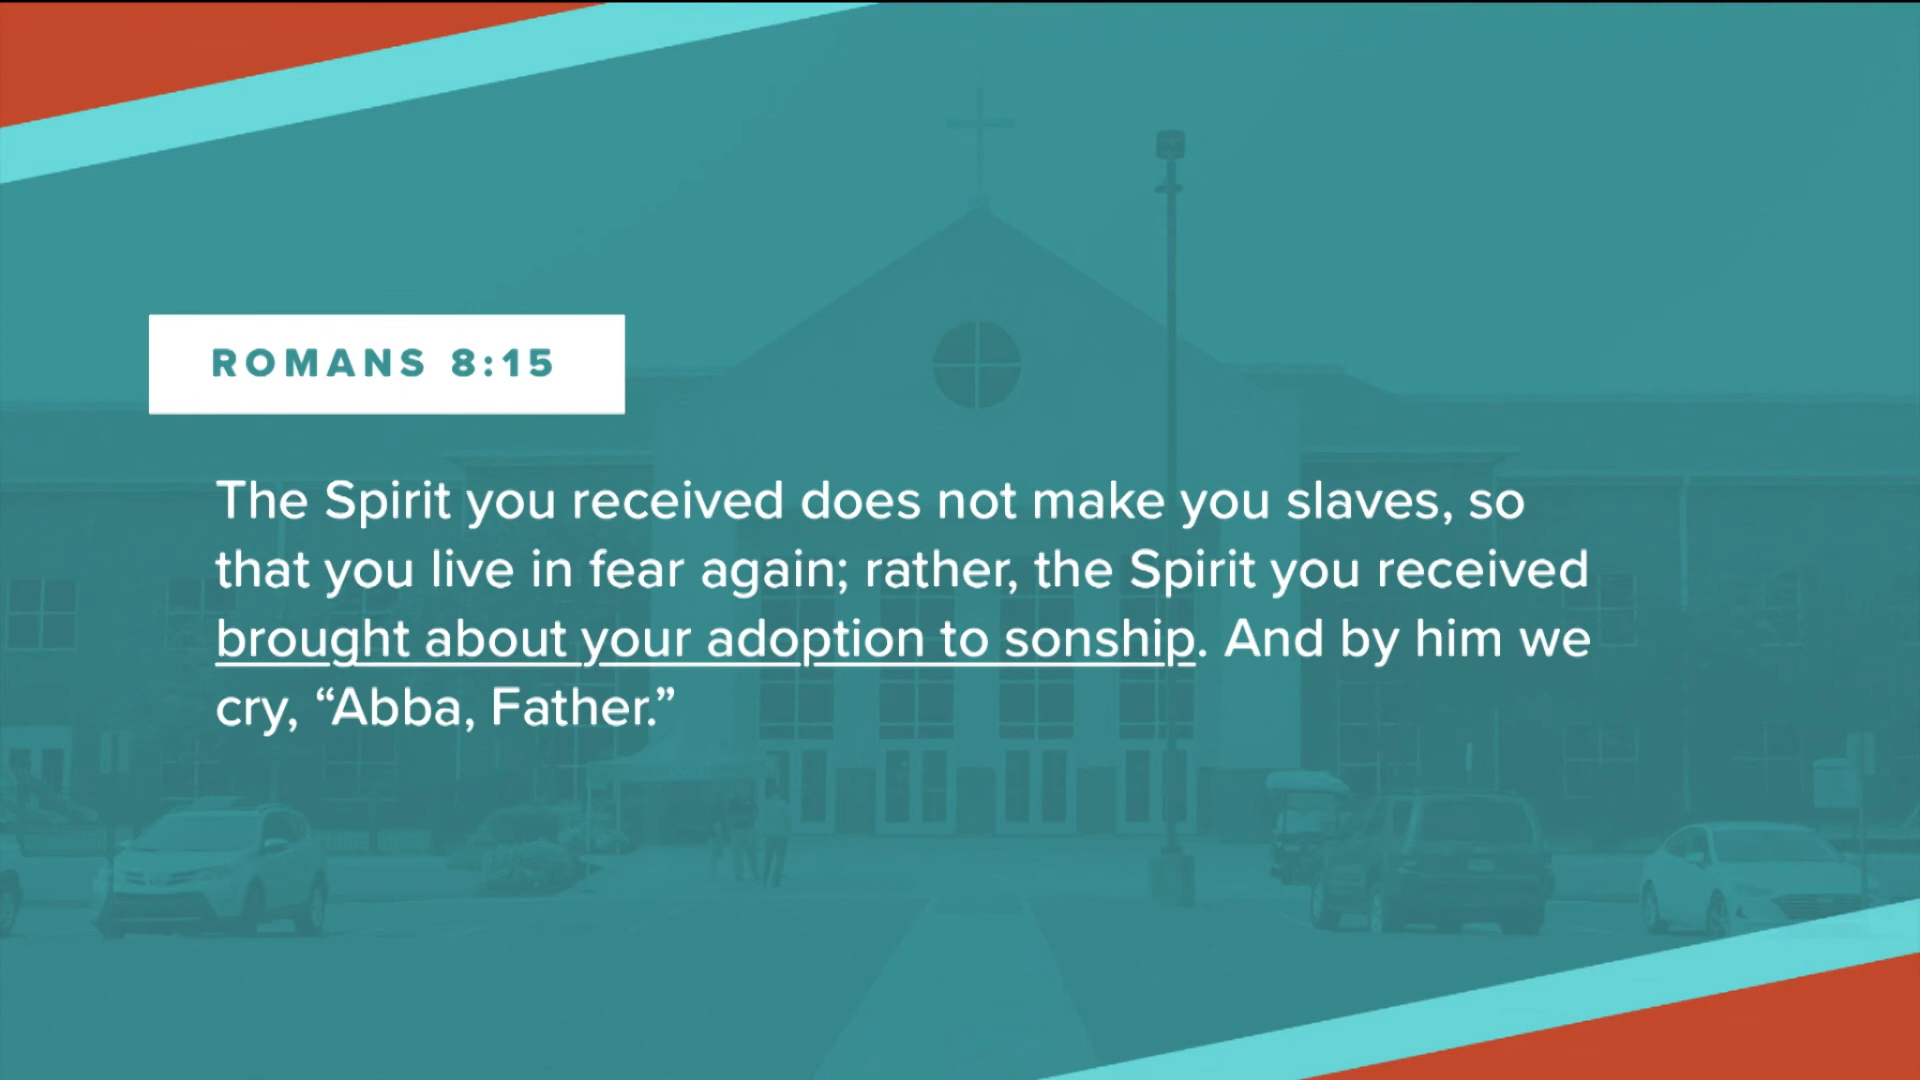 ROMANS 8:15
The Spirit you received does not make you slaves, so
that you live in fear again; rather, the Spirit you received
brought about your adoption to sonship. And by him we
cry, “Abba, Father.”